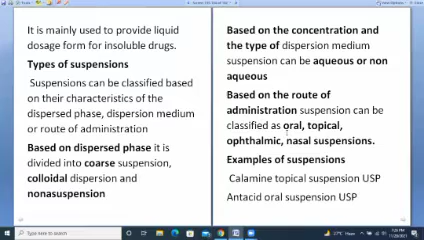 It is mainly used to provide liquid
dosage form for insoluble drugs.
Types of suspensions
Suspensions can be classified based
on their characteristics of the
dispersed phase, dispersion medium
or route of administration
Based on dispersed phase it is
divided into coarse suspension,
colloidal dispersion and
nonasuspension
Based on the concentration and
the type of dispersion medium
suspension can be aqueous or non
aqueous
Based on the route of
administration suspension can be
classified as oral, topical,
ophthalmic, nasal suspensions.
Examples of suspensions
Calamine topical suspension USP
Antacid oral suspension USP
Type here to search